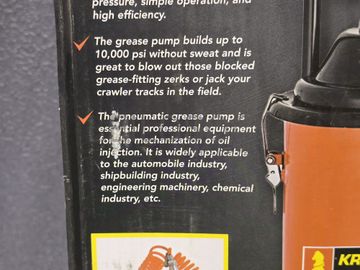 pressure, simple operation, and
high efficiency.
The grease pump builds up to
10,000 psi without sweat and is
great to blow out those blocked
grease-fitting zerks or jack your
crawler tracks in the field.
The pneumatic grease pump is
essential professional equipment
for the mechanization of oil
injection. It is widely applicable
to the automobile industry,
shipbuilding industry,
engineering machinery, chemical
industry, etc.